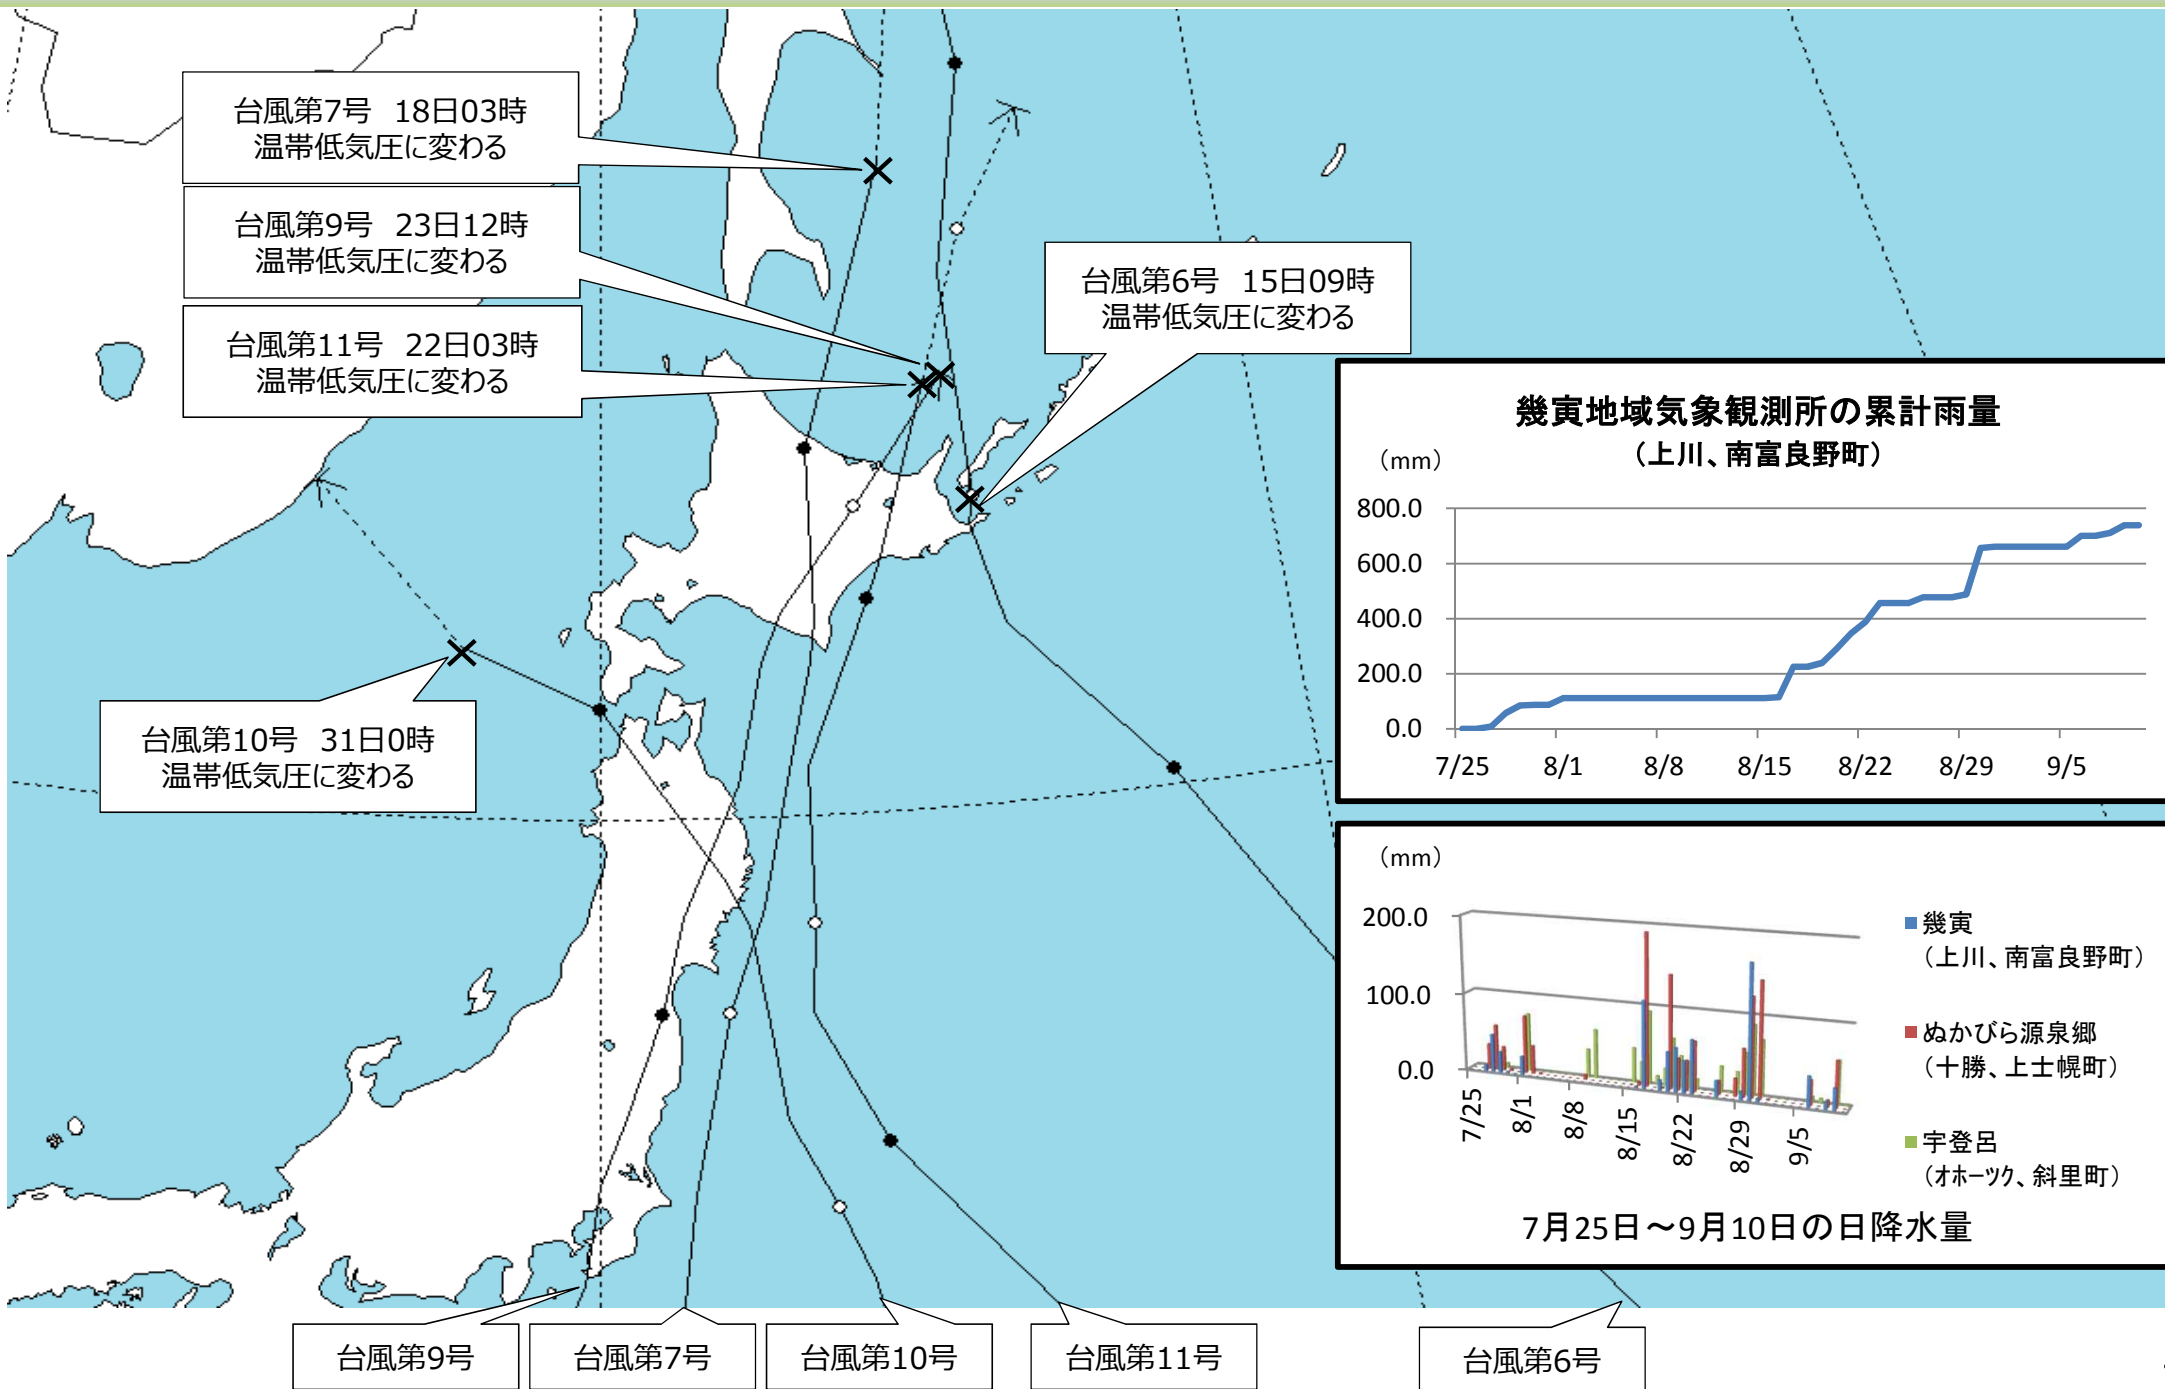 台風第7号 18日03時
温帯低気圧に変わる
台風第9号 23日12時
温帯低気圧に変わる
台風第11号 22日03時
温帯低気圧に変わる
台風第6号 15日09時
温帯低気圧に変わる
台風第10号 31日0時
温帯低気圧に変わる
幾寅地域気象観測所の累計雨量
（上川、南富良野町）
（mm）
800.0
600.0
400.0
200.0
0.0
7/25 8/1 8/8 8/15 8/22 8/29 9/5
（mm）
200.0
100.0
0.0
7/25 8/1 8/8 8/15 8/22 8/29 9/5
幾寅
（上川、南富良野町）
ぬかびら源泉郷
（十勝、上士幌町）
宇登呂
（オホーツク、斜里町）
7月25日～9月10日の日降水量
台風第9号
台風第7号
台風第10号
台風第11号
台風第6号